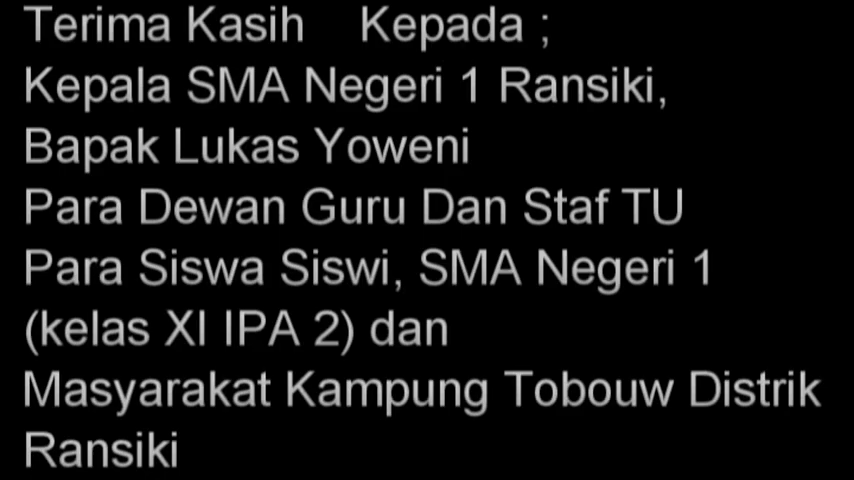 Terima Kasih Kepada ;
Kepala SMA Negeri 1 Ransiki,
Bapak Lukas Yoweni
Para Dewan Guru Dan Staf TU
Para Siswa Siswi, SMA Negeri 1
(kelas XI IPA 2) dan
Masyarakat Kampung Tobouw Distrik
Ransiki